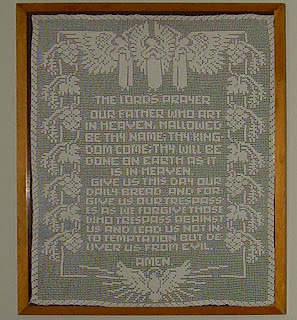 THE LORDS PRAYER
OUR FATHER WHO ART
IN HEAVEN, HALLOWED
BE THY NAME; THY KING
DOM COME; THY WILL BE
DONE ON EARTH AS IT
IS IN HEAVEN.
GIVE US THIS DAY OUR
DAILY BREAD AND FOR
GIVE US OUR TRESPASS
ES AS WE FORGIVE THOSE
WHO TRISPASS AGAINST
US AND LEAD US NOT IN
TO TEMPTATION BUT DE
LIVER US FROM EVIL.
AMEN.